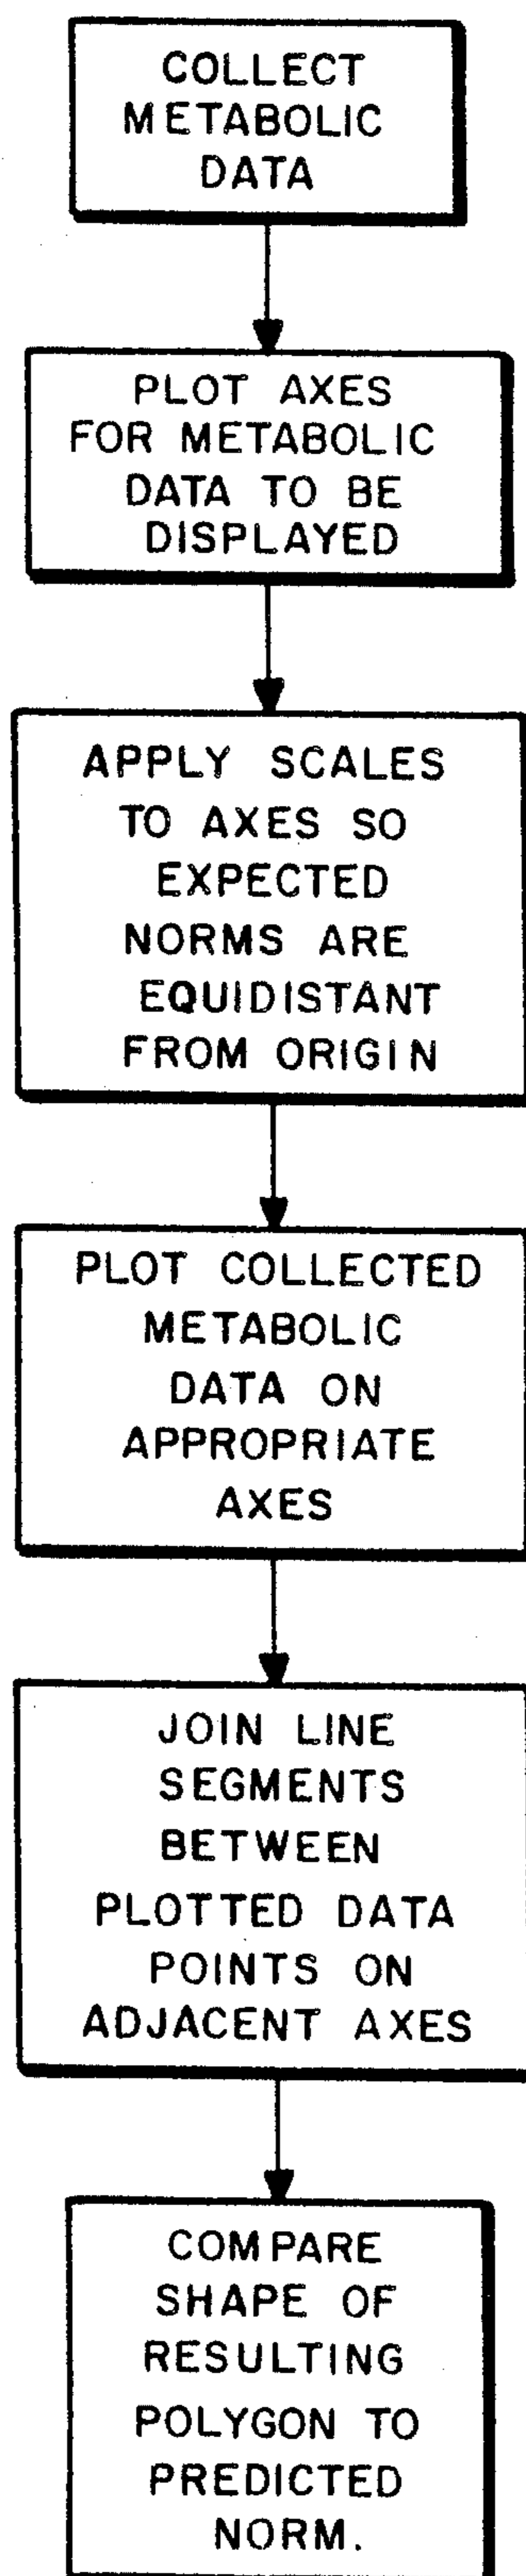 COLLECT
METABOLIC
DATA
PLOT AXES
FOR METABOLIC
DATA TO BE
DISPLAYED
APPLY SCALES
TO AXES SO
EXPECTED
NORMS ARE
EQUIDISTANT
FROM ORIGIN
PLOT COLLECTED
METABOLIC
DATA ON
APPROPRIATE
AXES
JOIN LINE
SEGMENTS
BETWEEN
PLOTTED DATA
POINTS ON
ADJACENT AXES
COMPARE
SHAPE OF
RESULTING
POLYGON TO
PREDICTED
NORM.